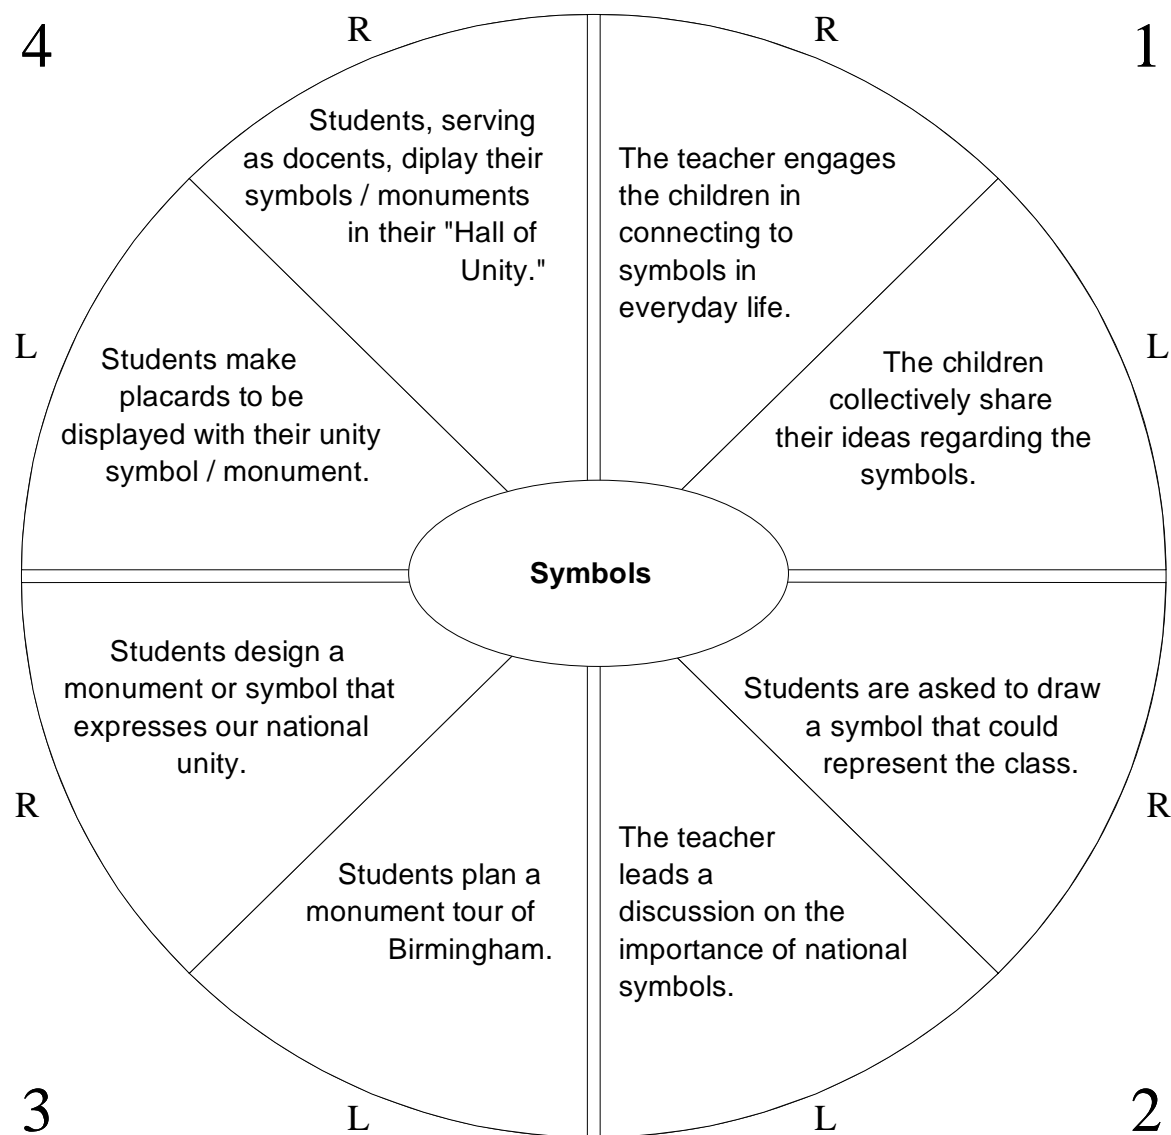 4
R
R
1
Students, serving
as docents, diplay their
symbols / monuments
in their "Hall of
Unity."
The teacher engages
the children in
connecting to
symbols in
everyday life.
L
Students make
placards to be
displayed with their unity
symbol / monument.
The children
collectively share
their ideas regarding the
symbols.
L
Symbols
Students design a
monument or symbol that
expresses our national
unity.
R
Students are asked to draw
a symbol that could
represent the class.
R
Students plan a
monument tour of
Birmingham.
The teacher
leads a
discussion on the
importance of national
symbols.
3
L
L
2